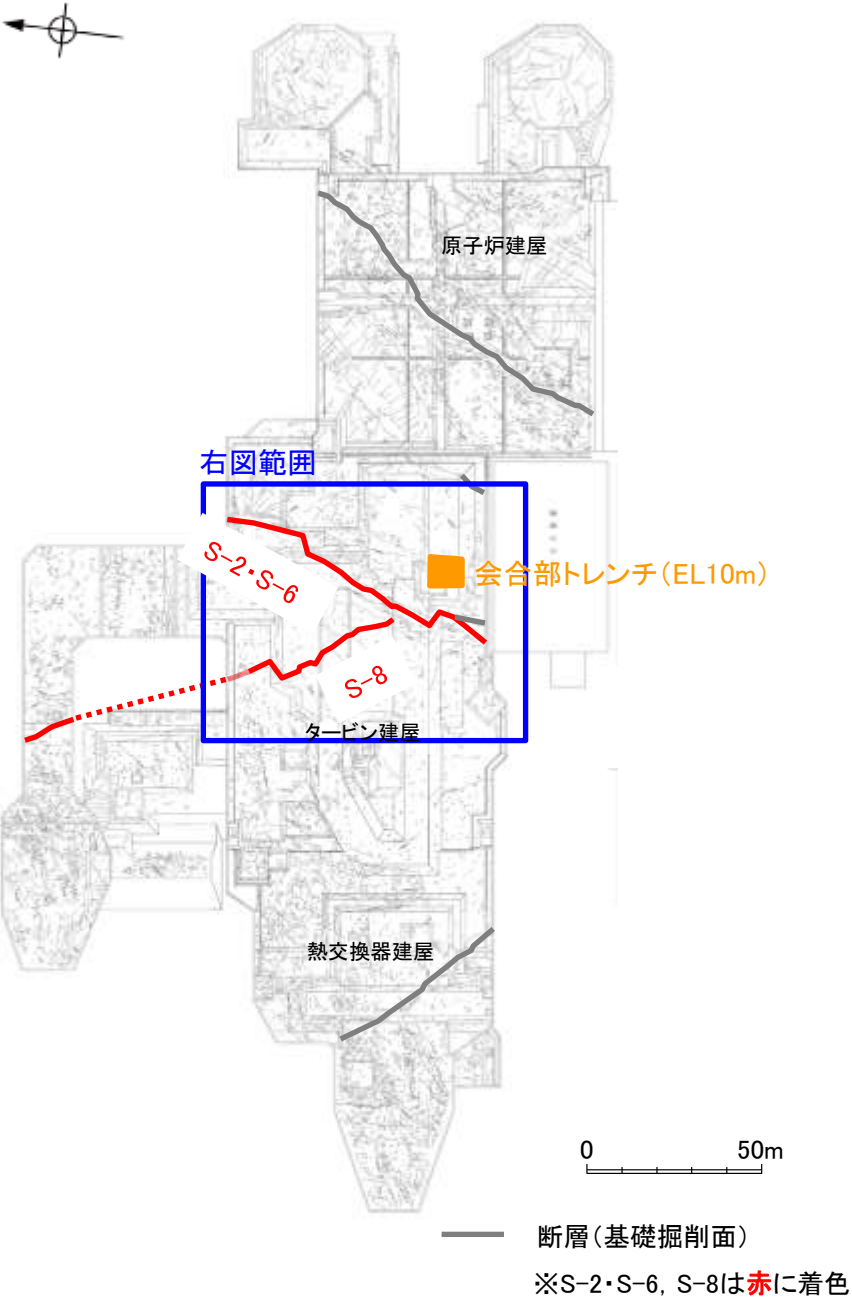 原子炉建屋
右図範囲
S-2・S-6
会合部トレンチ(EL10m)
S-8
タービン建屋
熱交換器建屋
0 50m
断層(基礎掘削面)
※S-2・S-6, S-8は赤に着色